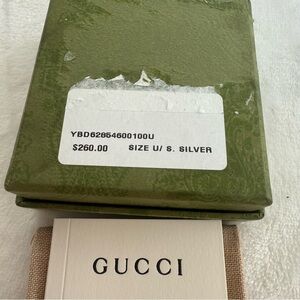 YBD62864600100U
$260.00 SIZE U/ S. SILVER
GUCCI